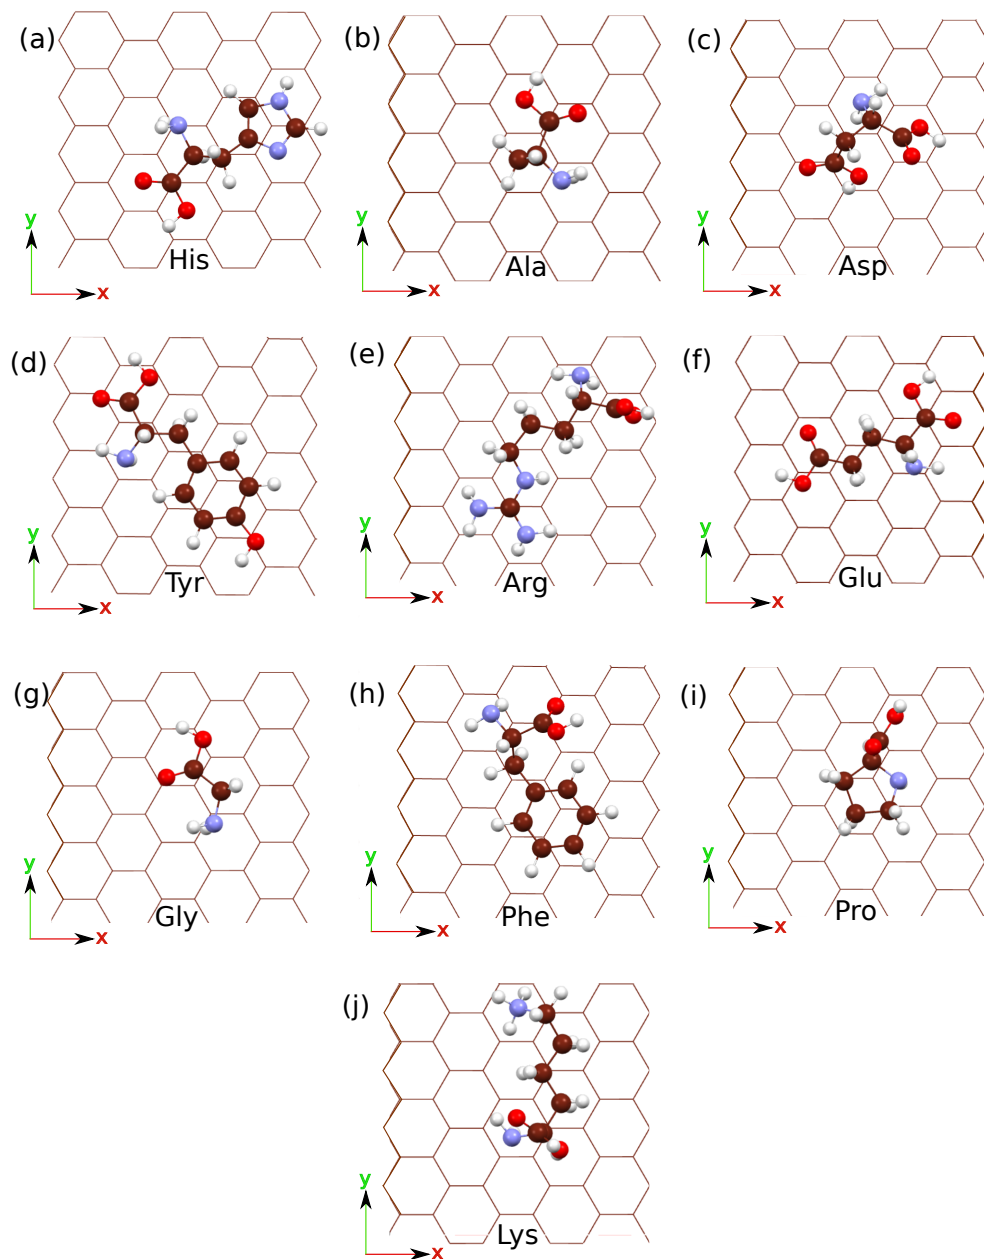 (a) (b) (c)
y y y
x x x
His Ala Asp
(d) (e) (f)
y y y
x x x
Tyr Arg Glu
(g) (h) (i)
y y y
x x x
Gly Phe Pro
(j)
y
x
Lys